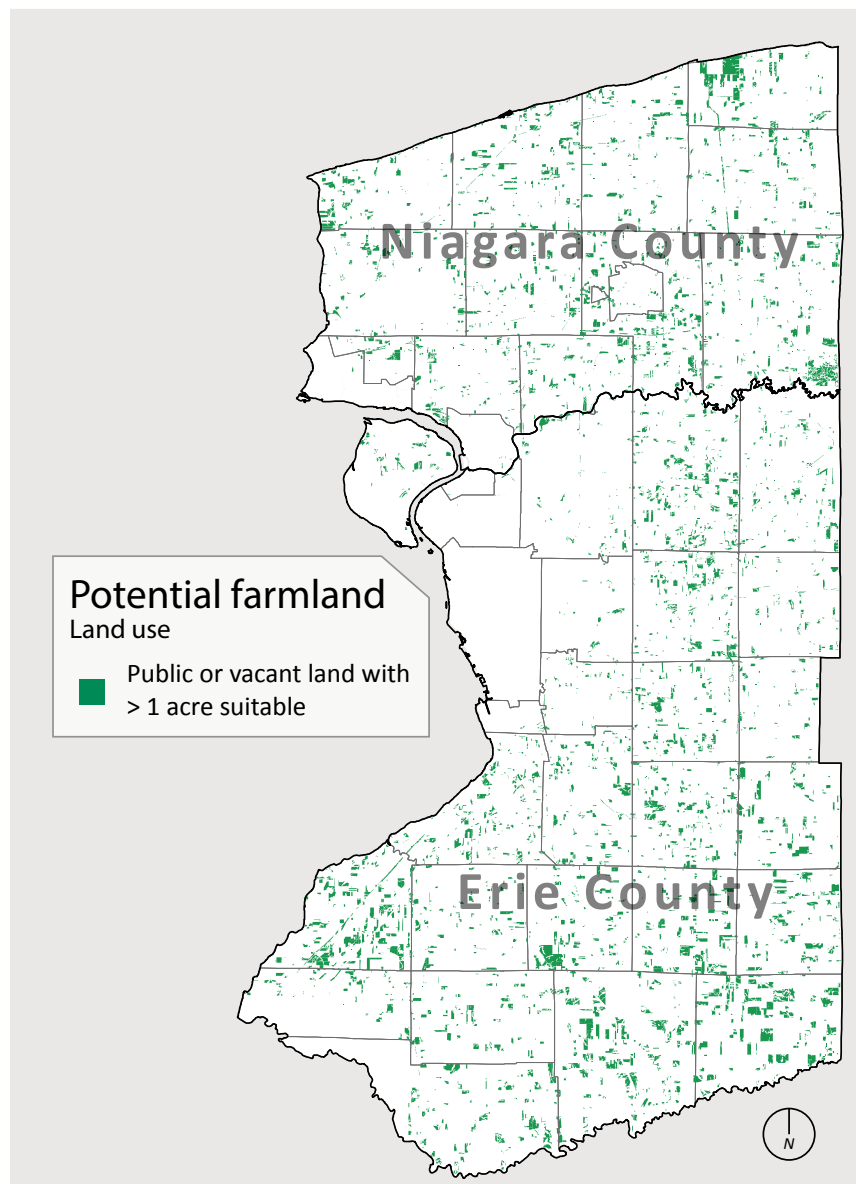 Niagara County
Potential farmland
Land use
Public or vacant land with
> 1 acre suitable
Erie County
N